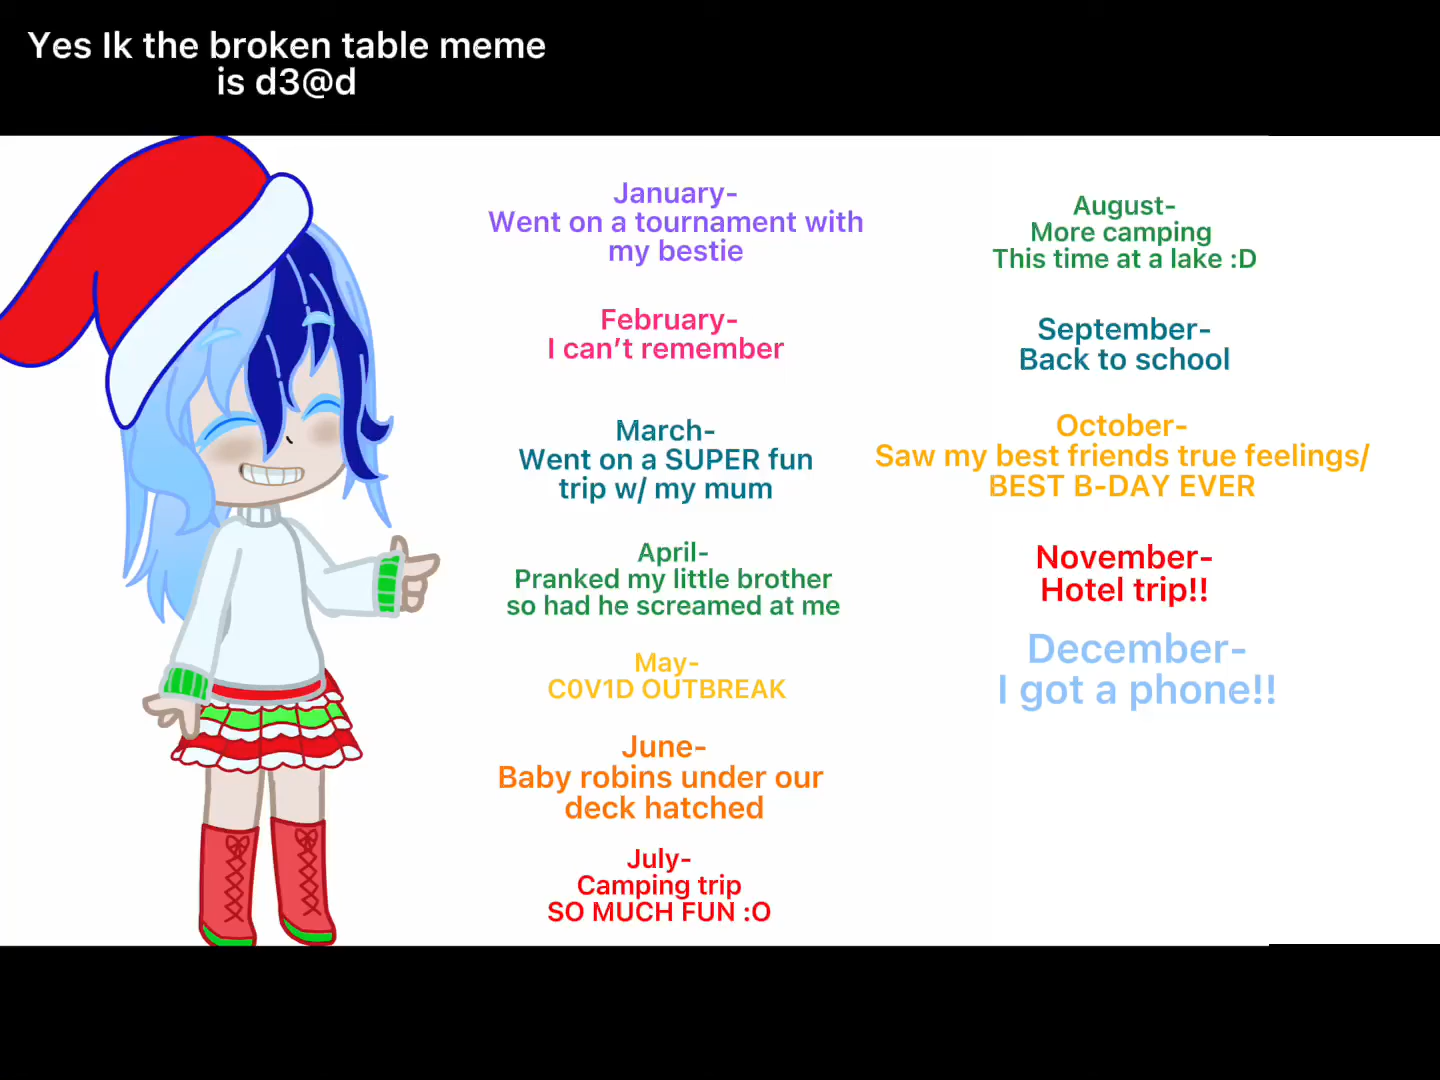 Yes Ik the broken table meme
is d3@d
January-
Went on a tournament with
my bestie
February-
I can't remember
March-
Went on a SUPER fun
trip w/ my mum
April-
Pranked my little brother
so had he screamed at me
May-
C0V1D OUTBREAK
June-
Baby robins under our
deck hatched
July-
Camping trip
SO MUCH FUN :O
August-
More camping
This time at a lake :D
September-
Back to school
October-
Saw my best friends true feelings/
BEST B-DAY EVER
November-
Hotel trip!!
December-
I got a phone!!